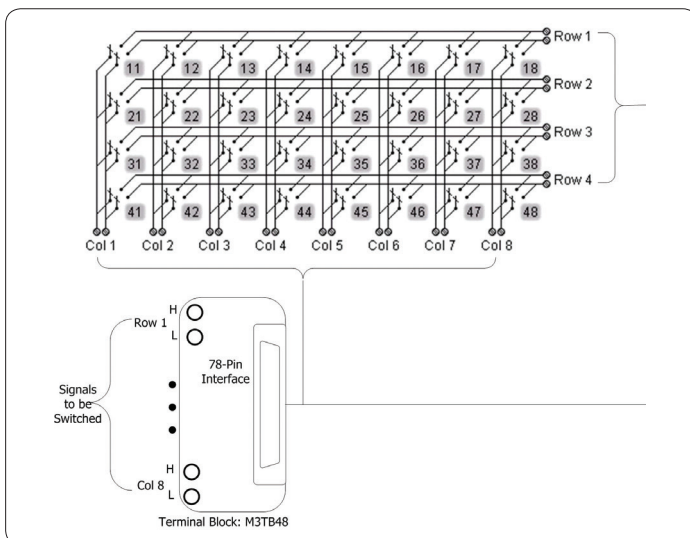 Row 1
11 12 13 14 15 16 17 18
Row 2
21 22 23 24 25 26 27 28
Row 3
31 32 33 34 35 36 37 38
Row 4
41 42 43 44 45 46 47 48
Col 1 Col 2 Col 3 Col 4 Col 5 Col 6 Col 7 Col 8
H
Row 1
L
78-Pin
Interface
Signals
to be
Switched
H
Col 8
L
Terminal Block: M3TB48